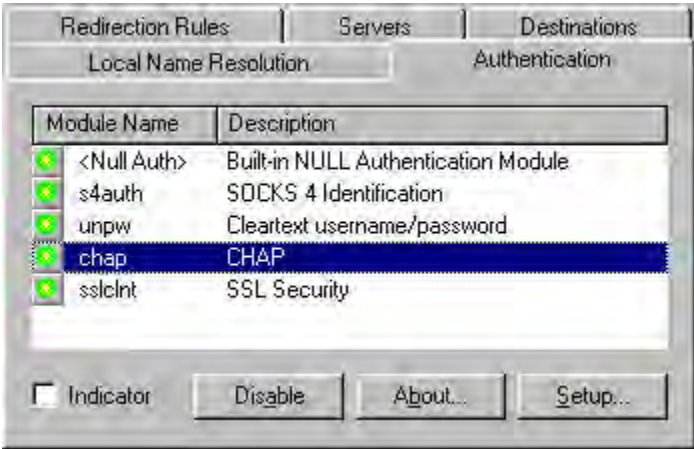 Redirection Rules Servers Destinations
Local Name Resolution Authentication
Module Name Description
<Null Auth> Built-in NULL Authentication Module
s4auth SOCKS 4 Identification
unpw Cleartext username/password
chap CHAP
sslclnt SSL Security
Indicator Disable About... Setup...